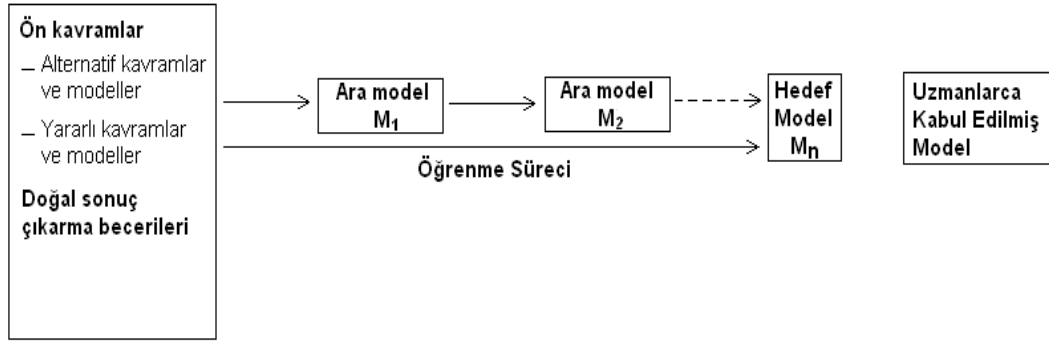 Ön kavramlar
– Alternatif kavramlar
ve modeller
– Yararlı kavramlar
ve modeller
Doğal sonuç
çıkarma becerileri
Ara model
M1
Ara model
M2
Hedef
Model
Mn
Uzmanlarca
Kabul Edilmiş
Model
Öğrenme Süreci